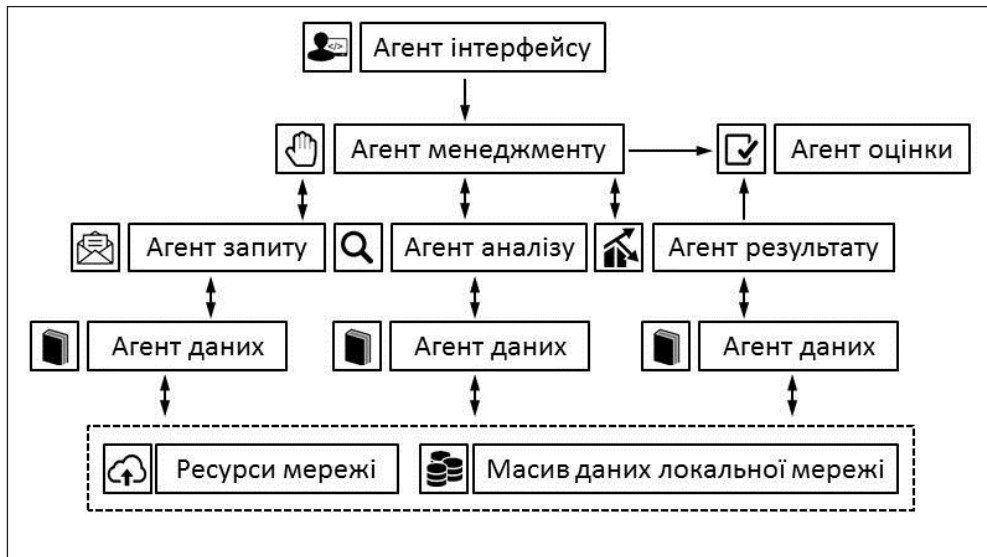 Агент інтерфейсу
Агент менеджменту
Агент оцінки
Агент запиту
Агент аналізу
Агент результату
Агент даних
Агент даних
Агент даних
Ресурси мережі
Масив даних локальної мережі